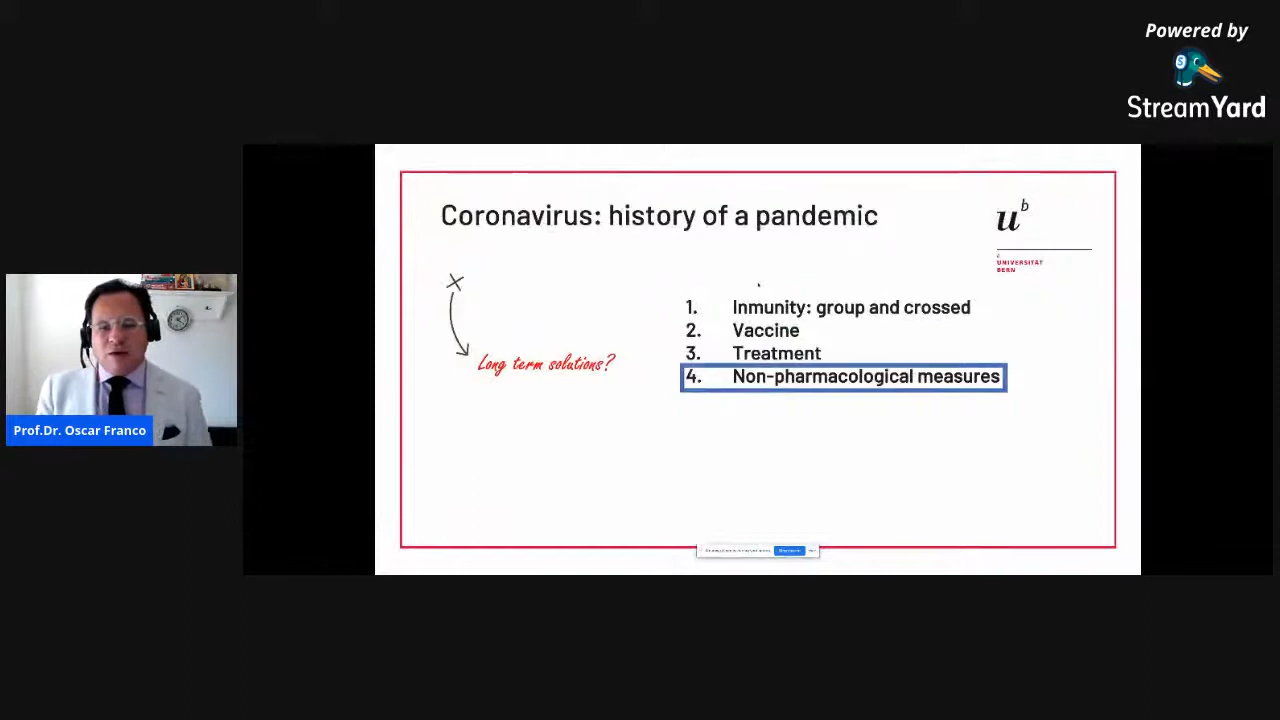 Powered by
StreamYard
Coronavirus: history of a pandemic
u^b
b
UNIVERSITÄT
BERN
1. Inmunity: group and crossed
2. Vaccine
3. Treatment
4. Non-pharmacological measures
Long term solutions?
Prof.Dr. Oscar Franco